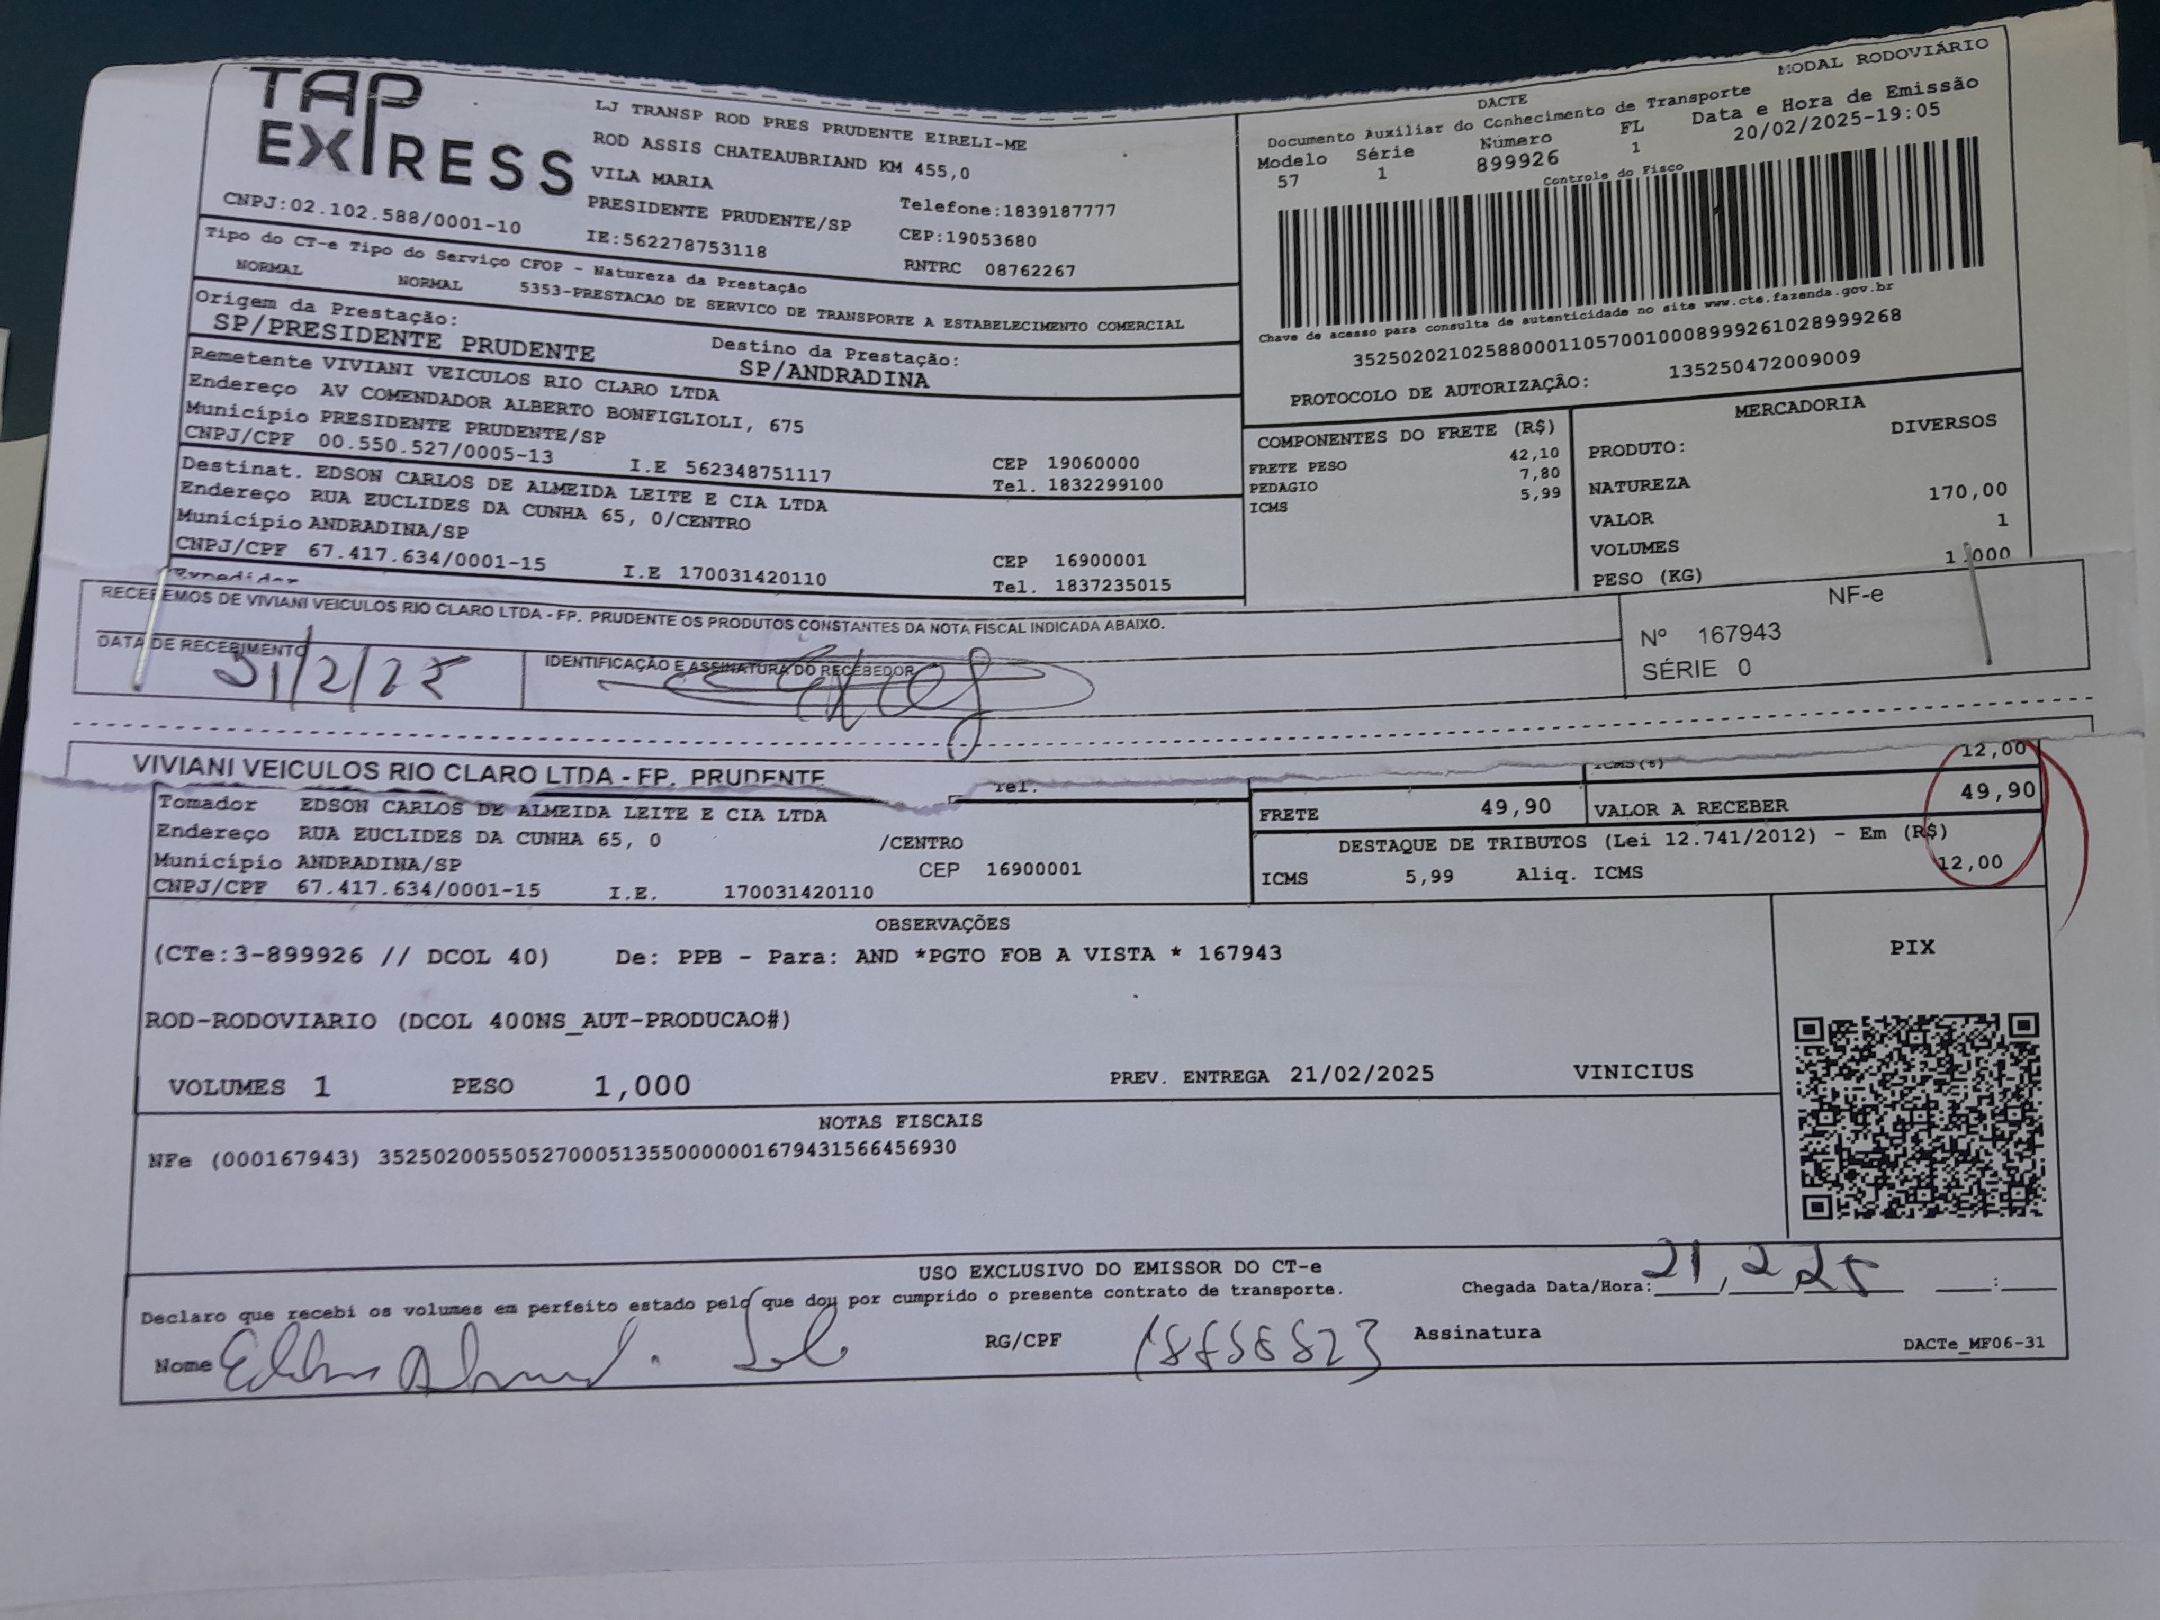 TAP
EXPRESS
LJ TRANSP ROD PRES PRUDENTE EIRELI-ME
ROD ASSIS CHATEAUBRIAND KM 455,0
VILA MARIA
PRESIDENTE PRUDENTE/SP Telefone:1839187777
CNPJ:02.102.588/0001-10 IE:562278753118 CEP:19053680
RNTRC 08762267
Tipo do CT-e Tipo do Serviço CFOP - Natureza da Prestação
NORMAL NORMAL 5353-PRESTACAO DE SERVICO DE TRANSPORTE A ESTABELECIMENTO COMERCIAL
Origem da Prestação: Destino da Prestação:
SP/PRESIDENTE PRUDENTE SP/ANDRADINA
Remetente VIVIANI VEICULOS RIO CLARO LTDA
Endereço AV COMENDADOR ALBERTO BONFIGLIOLI, 675
Município PRESIDENTE PRUDENTE/SP CEP 19060000
CNPJ/CPF 00.550.527/0005-13 I.E 562348751117 Tel. 1832299100
Destinat. EDSON CARLOS DE ALMEIDA LEITE E CIA LTDA
Endereço RUA EUCLIDES DA CUNHA 65, 0/CENTRO
Município ANDRADINA/SP CEP 16900001
CNPJ/CPF 67.417.634/0001-15 I.E 170031420110 Tel. 1837235015
MODAL RODOVIÁRIO
DACTE
Documento Auxiliar do Conhecimento de Transporte
Modelo Série Número FL Data e Hora de Emissão
57 1 899926 1 20/02/2025-19:05
Controle do Fisco
Chave de acesso para consulta de autenticidade no site www.cte.fazenda.gov.br
35250202102588000110570010008999261028999268
PROTOCOLO DE AUTORIZAÇÃO: 135250472009009
COMPONENTES DO FRETE (R$)
FRETE PESO 42,10
PEDAGIO 7,80
ICMS 5,99
MERCADORIA
PRODUTO: DIVERSOS
NATUREZA
VALOR 170,00
VOLUMES 1
PESO (KG) 1,000
RECEBEMOS DE VIVIANI VEICULOS RIO CLARO LTDA - FP. PRUDENTE OS PRODUTOS CONSTANTES DA NOTA FISCAL INDICADA ABAIXO.
DATA DE RECEBIMENTO IDENTIFICAÇÃO E ASSINATURA DO RECEBEDOR
21/2/25
NF-e
Nº 167943
SÉRIE 0
VIVIANI VEICULOS RIO CLARO LTDA - FP. PRUDENTE
Tel. ICMS(%) 12,00
Tomador EDSON CARLOS DE ALMEIDA LEITE E CIA LTDA
Endereço RUA EUCLIDES DA CUNHA 65, 0 /CENTRO
Município ANDRADINA/SP CEP 16900001
CNPJ/CPF 67.417.634/0001-15 I.E. 170031420110
FRETE 49,90 VALOR A RECEBER 49,90
DESTAQUE DE TRIBUTOS (Lei 12.741/2012) - Em (R$)
ICMS 5,99 Aliq. ICMS 12,00
OBSERVAÇÕES
(CTe:3-899926 // DCOL 40) De: PPB - Para: AND *PGTO FOB A VISTA * 167943
ROD-RODOVIARIO (DCOL 400NS_AUT-PRODUCAO#)
VOLUMES 1 PESO 1,000 PREV. ENTREGA 21/02/2025 VINICIUS
PIX
NOTAS FISCAIS
NFe (000167943) 35250200550527000513550000001679431566456930
USO EXCLUSIVO DO EMISSOR DO CT-e
Declaro que recebi os volumes em perfeito estado pelo que dou por cumprido o presente contrato de transporte.
Chegada Data/Hora: 21,2,25 :
Nome RG/CPF Assinatura
DACTe_MF06-31